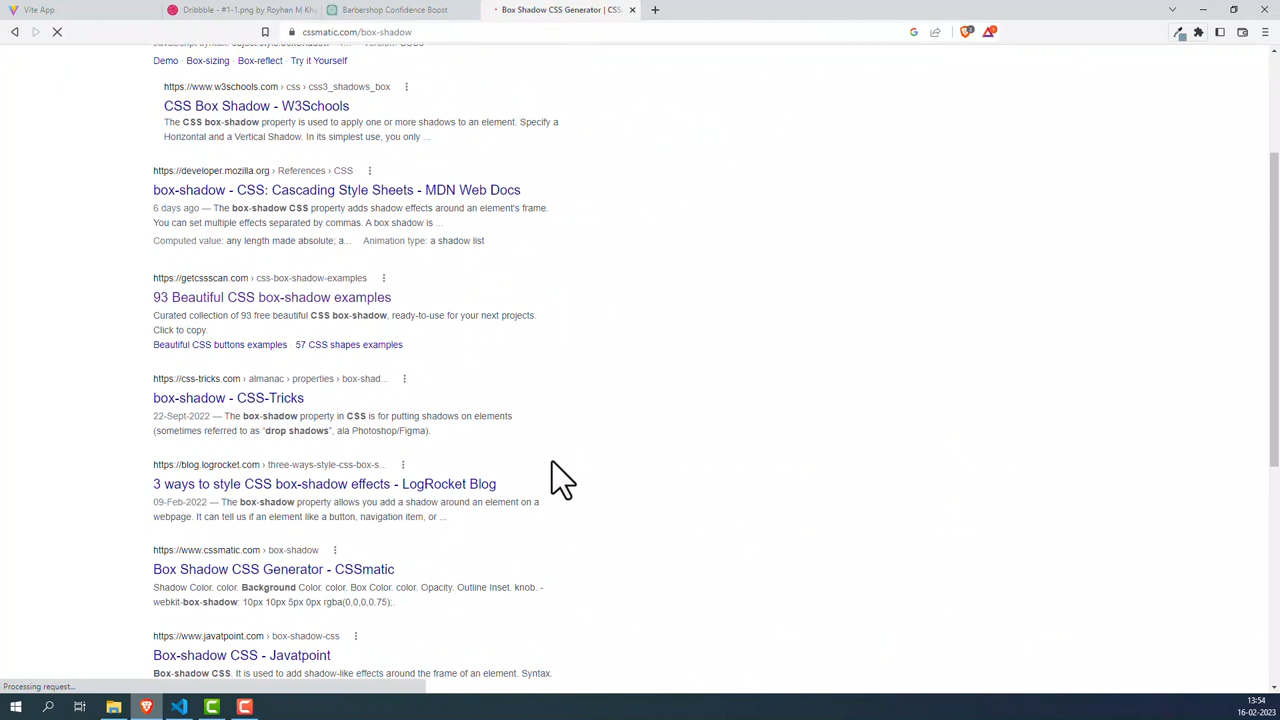 Vite App
Dribbble - #1-1.png by Royhan M Kha
Barbershop Confidence Boost
Box Shadow CSS Generator | CSS
cssmatic.com/box-shadow
Demo · Box-sizing · Box-reflect · Try it Yourself
https://www.w3schools.com › css › css3_shadows_box
CSS Box Shadow - W3Schools
The CSS box-shadow property is used to apply one or more shadows to an element. Specify a
Horizontal and a Vertical Shadow. In its simplest use, you only ...
https://developer.mozilla.org › References › CSS
box-shadow - CSS: Cascading Style Sheets - MDN Web Docs
6 days ago — The box-shadow CSS property adds shadow effects around an element's frame.
You can set multiple effects separated by commas. A box shadow is ...
Computed value: any length made absolute; a... Animation type: a shadow list
https://getcssscan.com › css-box-shadow-examples
93 Beautiful CSS box-shadow examples
Curated collection of 93 free beautiful CSS box-shadow, ready-to-use for your next projects.
Click to copy.
Beautiful CSS buttons examples 57 CSS shapes examples
https://css-tricks.com › almanac › properties › box-shad...
box-shadow - CSS-Tricks
22-Sept-2022 — The box-shadow property in CSS is for putting shadows on elements
(sometimes referred to as “drop shadows”, ala Photoshop/Figma).
https://blog.logrocket.com › three-ways-style-css-box-s...
3 ways to style CSS box-shadow effects - LogRocket Blog
09-Feb-2022 — The box-shadow property allows you add a shadow around an element on a
webpage. It can tell us if an element like a button, navigation item, or ...
https://www.cssmatic.com › box-shadow
Box Shadow CSS Generator - CSSmatic
Shadow Color. color. Background Color. color. Box Color. color. Opacity. Outline Inset. knob. -
webkit-box-shadow: 10px 10px 5px 0px rgba(0,0,0,0.75);.
https://www.javatpoint.com › box-shadow-css
Box-shadow CSS - Javatpoint
Box-shadow CSS. It is used to add shadow-like effects around the frame of an element. Syntax.
Processing request...
13:54
16-02-2023